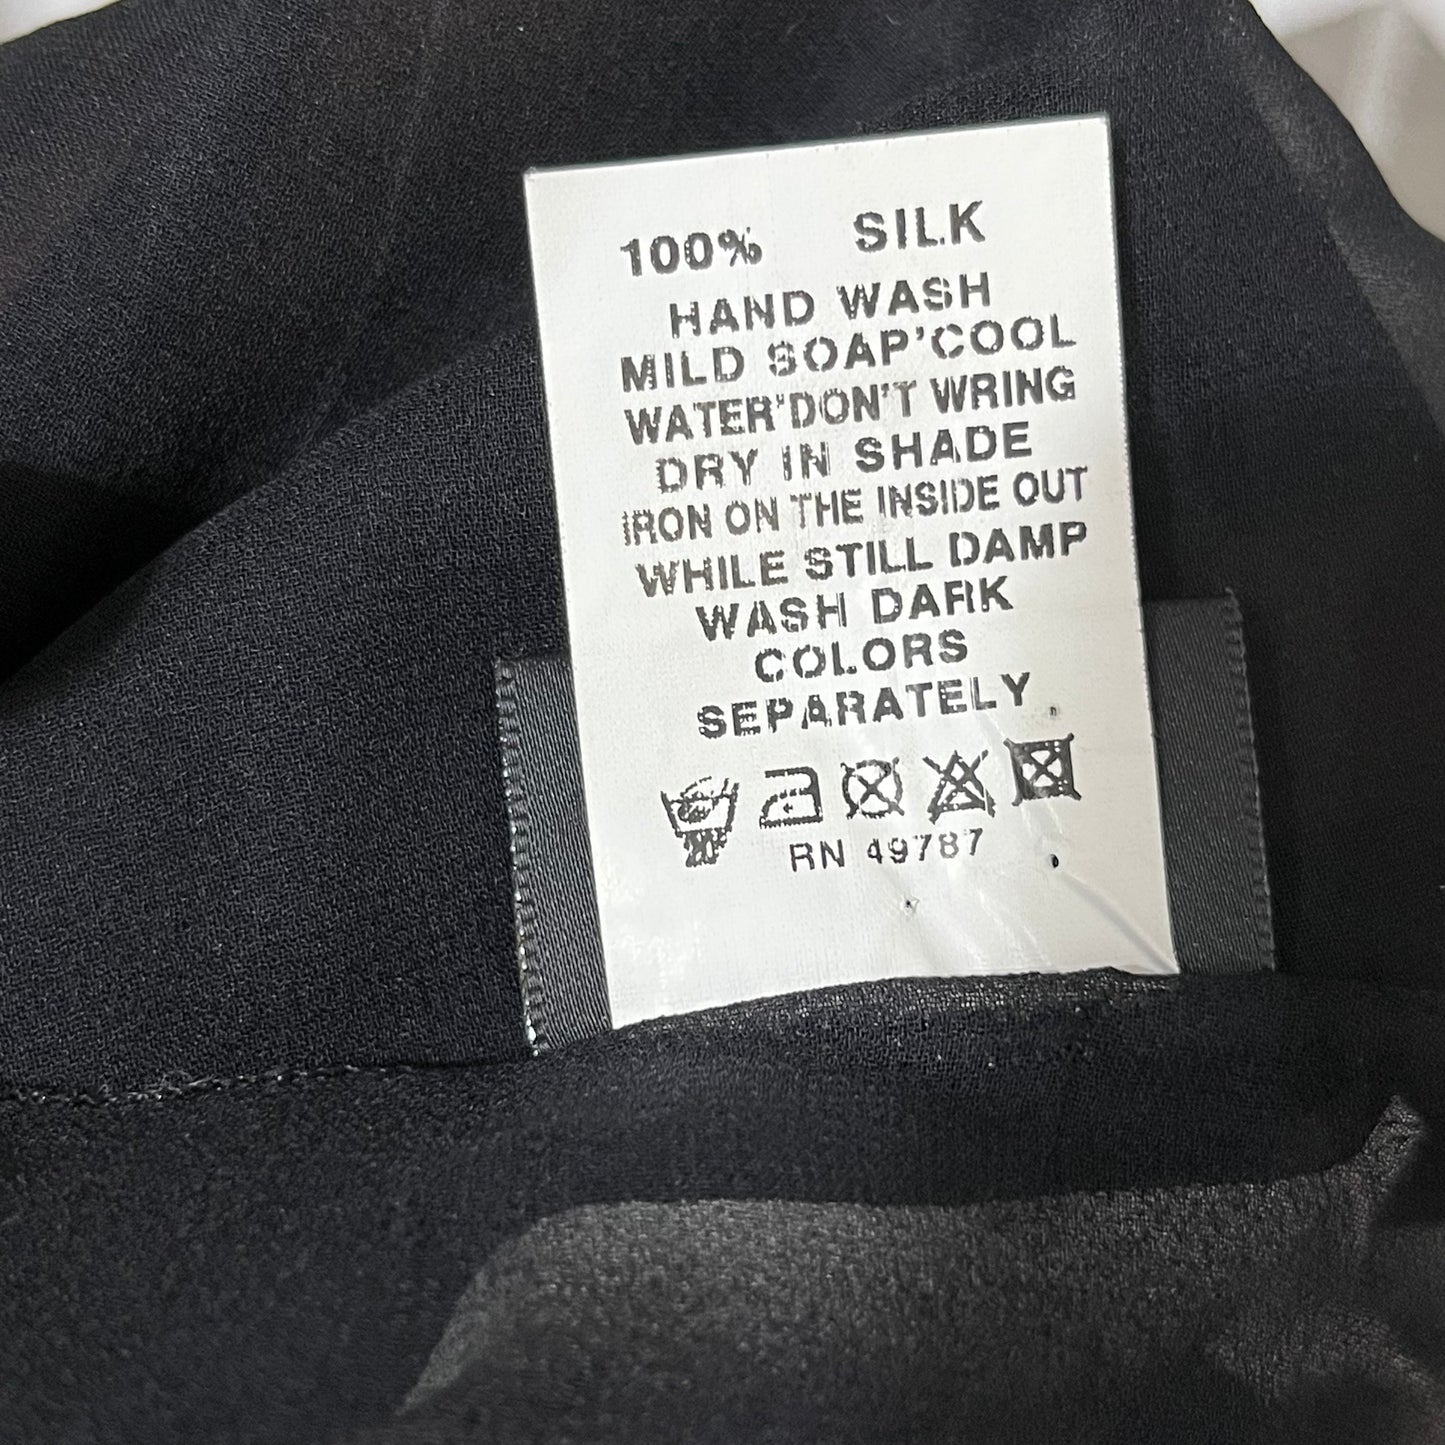 100% SILK
HAND WASH
MILD SOAP'COOL
WATER'DON'T WRING
DRY IN SHADE
IRON ON THE INSIDE OUT
WHILE STILL DAMP
WASH DARK
COLORS
SEPARATELY
RN 49787